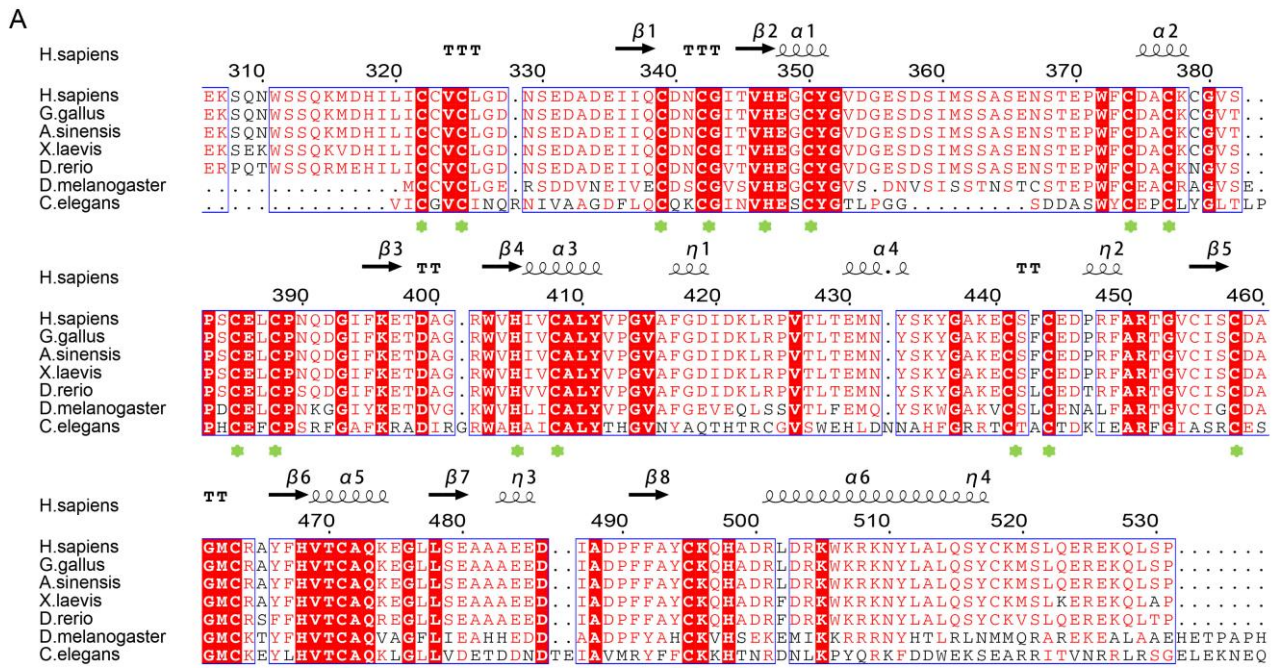 A
β1 β2 α1 α2
TTT TTT
H.sapiens
310 320 330 340 350 360 370 380
H.sapiens EKSQNWSSQKMDHILICCVCLGD.NSEDADEIIQCDNCGITVHEGCYGVDGESDSIMSSASENSTEPWFCDACKCGVS..
G.gallus EKSQNWSSQKMDHILICCVCLGD.NSEDADEIIQCDNCGITVHEGCYGVDGESDSIMSSASENSTEPWFCDACKCGVT..
A.sinensis EKSQNWSSQKMDHILICCVCLGD.NSEDADEIIQCDNCGITVHEGCYGVDGESDSIMSSASENSTEPWFCDACKCGVT..
X.laevis EKSEKWSSQKMDHILICCVCLGD.NSEDADEIIQCDNCGITVHEGCYGVDGESDSIMSSASENSTEPWFCDACKCGVS..
D.rerio ERPQTWSSQRMEHILICCVCLGD.NSEDADEIIQCDNCGVTVHEGCYGVDGESDSIMSSASENSTEPWFCDACKNGVS..
D.melanogaster ................MCCVCLGE.RSDDVNEIVECDSCGVSVHEGCYGVS.DNVSISSTNSTCSTEPWFCEACRAGVSE.
C.elegans ...............VICGVCINQRNIVAAGDFLQCQKCGINVHESCYGTLPGG.......SDDASWYCEPCLYGLTLP
β3 β4 α3 η1 α4 η2 β5
TT TT
H.sapiens
390 400 410 420 430 440 450 460
H.sapiens PSCELCPNQDGIFKETDAG.RWVHIVCALYVPGVAFGDIDKLRPVTLTEMN.YSKYGAKECSFCEDPRFARTGVCISCDA
G.gallus PSCELCPNQDGIFKETDAG.RWVHIVCALYVPGVAFGDIDKLRPVTLTEMN.YSKYGAKECSFCEDPRFARTGVCISCDA
A.sinensis PSCELCPNQDGIFKETDAG.RWVHIVCALYVPGVAFGDIDKLRPVTLTEMN.YSKYGAKECSFCEDPRFARTGVCISCDA
X.laevis PSCELCPNQDGIFKETDAG.RWVHIVCALYVPGVAFGDIDKLRPVTLTEMN.YSKYGAKECSFCEDPRFARTGVCISCDA
D.rerio PSCELCPNQDGIFKETDAG.RWVHVVCALYVPGVAFGDIDKLRPVTLTEMN.YSKYGAKECSLCEDTRFARTGVCISCDA
D.melanogaster PDCELCPNKGGIYKETDVG.KWVHLICALYVPGVAFGEVEQLSSVTLFEMQ.YSKWGAKVCSLCENALFARTGVCIGCDA
C.elegans PHCEFCPSRFGAFKRADIRGRWAHAICALYTHGVNYAQTHTRCGVSWEHLDNNAHFGRRTCTACTDKIEARFGIASRCES
β6 α5 β7 η3 β8 α6 η4
TT
H.sapiens
470 480 490 500 510 520 530
H.sapiens GMCRAYFHVTCAQKEGLLSEAAAEED..IADPFFAYCKQHADRLDRKWKRKNYLALQSYCKMSLQEREKQLSP.......
G.gallus GMCRAYFHVTCAQKEGLLSEAAAEED..IADPFFAYCKQHADRLDRKWKRKNYLALQSYCKMSLQEREKQLSP.......
A.sinensis GMCRAYFHVTCAQKEGLLSEAAAEED..IADPFFAYCKQHADRLDRKWKRKNYLALQSYCKMSLQEREKQLSP.......
X.laevis GMCRAYFHVTCAQKEGLLSEAAAEED..IADPFFAYCKQHADRFDRKWKRKNYLALQSYCKVSLKEREKQLAP.......
D.rerio GMCRSFFHVTCAQREGLLSEAAAEED..IADPFFAYCKQHADRFDRKWKRKNYLALQSYCKVSLQEREKQLTP.......
D.melanogaster GMCKTYFHVTCAQVAGFLIEAHHEDD..AADPFYAHCKVHSEKEMIKKRRRNYHTLRLNMMQRAREKEALAAEHETPAPH
C.elegans GMCKEYLHVTCAQKLGLLVDETDDNDTEIAVMRYFFCKKHTNRDNLKPYQRKFDDWEKSEARRITVNRRLSGELEKNEQ